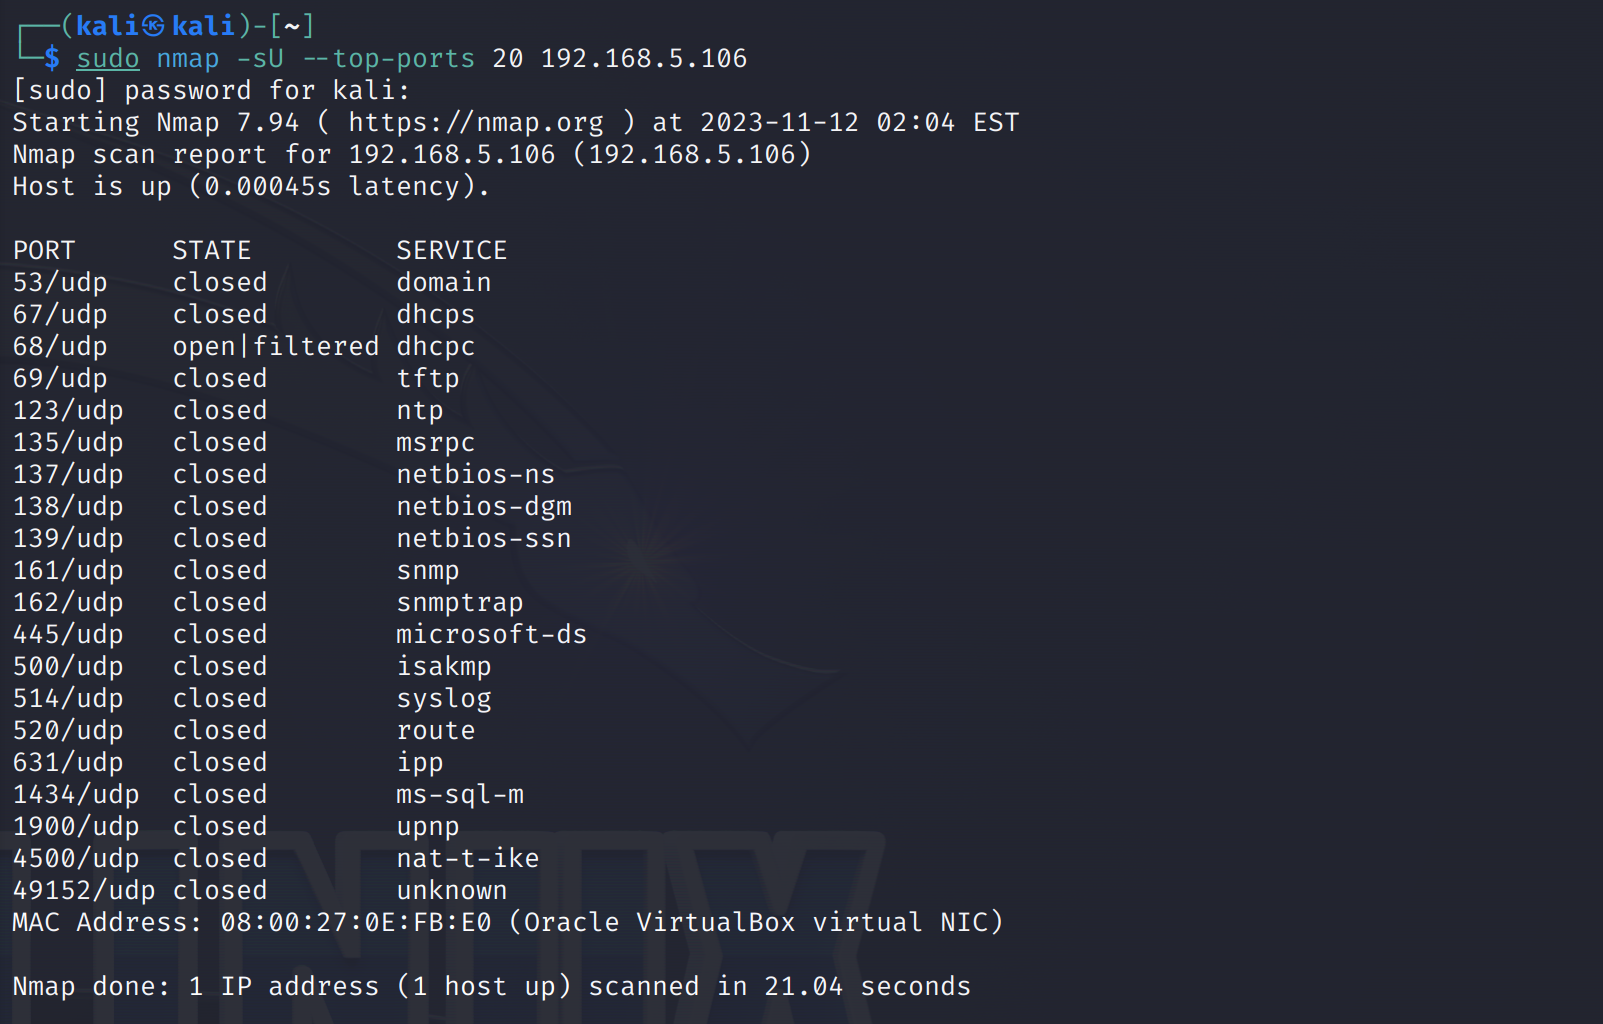 ┌──(kali㉿kali)-[~]
└─$ sudo nmap -sU --top-ports 20 192.168.5.106
[sudo] password for kali:
Starting Nmap 7.94 ( https://nmap.org ) at 2023-11-12 02:04 EST
Nmap scan report for 192.168.5.106 (192.168.5.106)
Host is up (0.00045s latency).

PORT      STATE         SERVICE
53/udp    closed        domain
67/udp    closed        dhcps
68/udp    open|filtered dhcpc
69/udp    closed        tftp
123/udp   closed        ntp
135/udp   closed        msrpc
137/udp   closed        netbios-ns
138/udp   closed        netbios-dgm
139/udp   closed        netbios-ssn
161/udp   closed        snmp
162/udp   closed        snmptrap
445/udp   closed        microsoft-ds
500/udp   closed        isakmp
514/udp   closed        syslog
520/udp   closed        route
631/udp   closed        ipp
1434/udp  closed        ms-sql-m
1900/udp  closed        upnp
4500/udp  closed        nat-t-ike
49152/udp closed        unknown
MAC Address: 08:00:27:0E:FB:E0 (Oracle VirtualBox virtual NIC)

Nmap done: 1 IP address (1 host up) scanned in 21.04 seconds